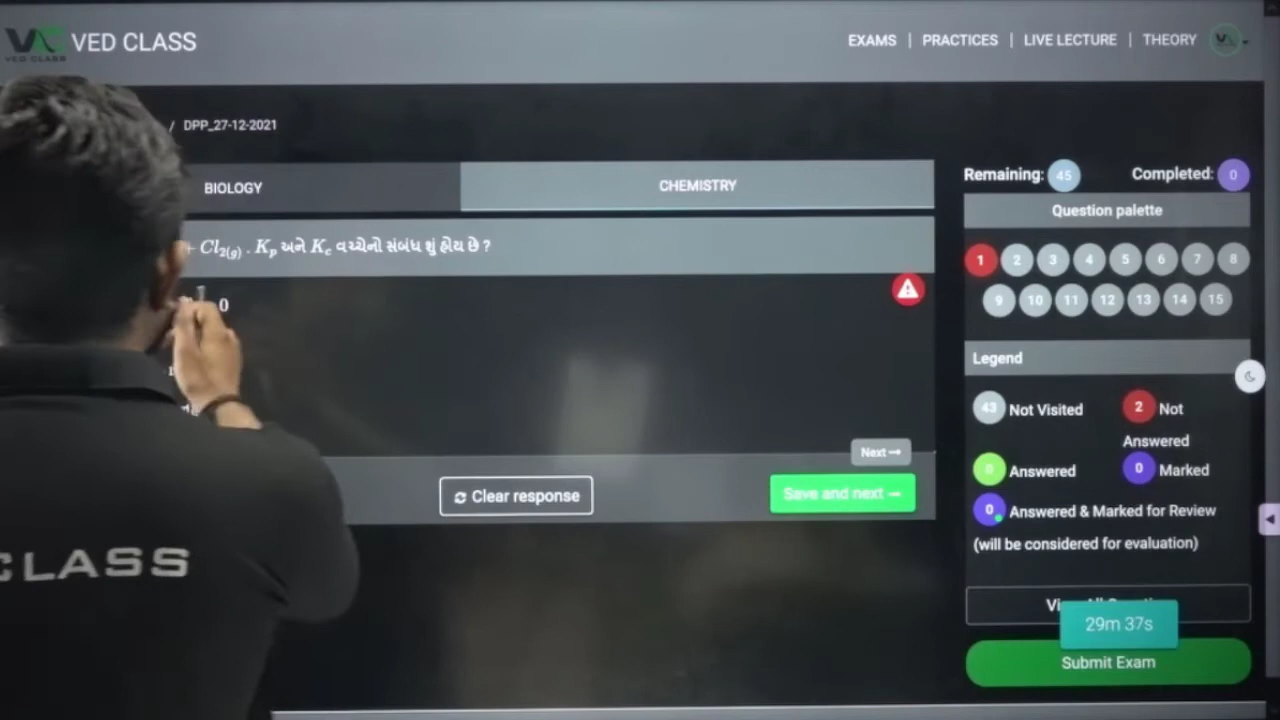 VED CLASS
VED CLASS
EXAMS | PRACTICES | LIVE LECTURE | THEORY
/ DPP_27-12-2021
BIOLOGY
CHEMISTRY
Remaining: 45 Completed: 0
Question palette
+ Cl2(g) . Kp અને Kc વચ્ચેનો સંબંધ શું હોય છે ?
1 2 3 4 5 6 7 8
9 10 11 12 13 14 15
0
Legend
43 Not Visited
2 Not Answered
0 Answered
0 Marked
0 Answered & Marked for Review
(will be considered for evaluation)
Next →
Clear response
Save and next →
29m 37s
Submit Exam
CLASS